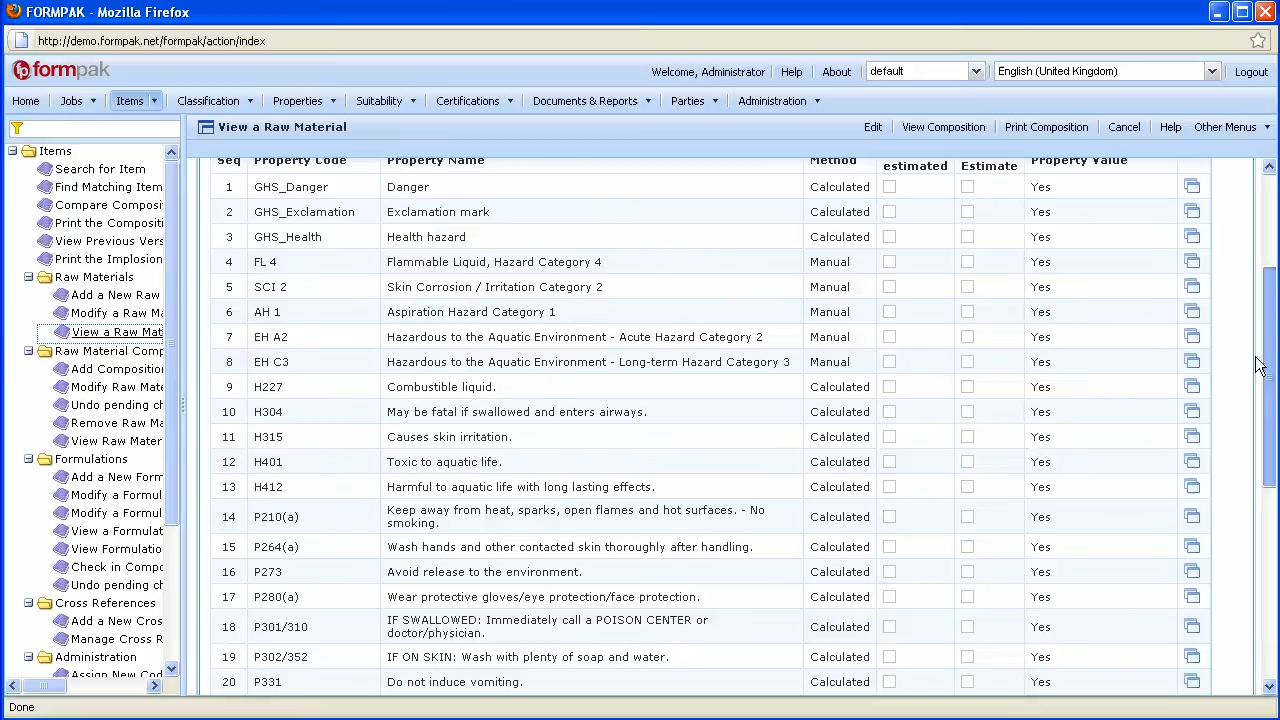 FORMPAK - Mozilla Firefox
http://demo.formpak.net/formpak/action/index
fp formpak
Welcome, Administrator Help About default English (United Kingdom) Logout
Home Jobs Items Classification Properties Suitability Certifications Documents & Reports Parties Administration
View a Raw Material Edit View Composition Print Composition Cancel Help Other Menus
Items
Search for Item
Find Matching Item
Compare Composi
Print the Compositi
View Previous Vers
Print the Implosion
Raw Materials
Add a New Raw
Modify a Raw M
View a Raw Mat
Raw Material Comp
Add Compositio
Modify Raw Mate
Undo pending ch
Remove Raw Ma
View Raw Mater
Formulations
Add a New Form
Modify a Formul
Modify a Formul
View a Formulat
View Formulatio
Check in Compo
Undo pending ch
Cross References
Add a New Cros
Manage Cross R
Administration
Assign New Cod
Seq Property Code Property Name Method estimated Estimate Property Value
1 GHS_Danger Danger Calculated Yes
2 GHS_Exclamation Exclamation mark Calculated Yes
3 GHS_Health Health hazard Calculated Yes
4 FL 4 Flammable Liquid, Hazard Category 4 Manual Yes
5 SCI 2 Skin Corrosion / Irritation Category 2 Manual Yes
6 AH 1 Aspiration Hazard Category 1 Manual Yes
7 EH A2 Hazardous to the Aquatic Environment - Acute Hazard Category 2 Manual Yes
8 EH C3 Hazardous to the Aquatic Environment - Long-term Hazard Category 3 Manual Yes
9 H227 Combustible liquid. Calculated Yes
10 H304 May be fatal if swallowed and enters airways. Calculated Yes
11 H315 Causes skin irritation. Calculated Yes
12 H401 Toxic to aquatic life. Calculated Yes
13 H412 Harmful to aquatic life with long lasting effects. Calculated Yes
14 P210(a) Keep away from heat, sparks, open flames and hot surfaces. - No
smoking. Calculated Yes
15 P264(a) Wash hands and other contacted skin thoroughly after handling. Calculated Yes
16 P273 Avoid release to the environment. Calculated Yes
17 P280(a) Wear protective gloves/eye protection/face protection. Calculated Yes
18 P301/310 IF SWALLOWED: Immediately call a POISON CENTER or
doctor/physician. Calculated Yes
19 P302/352 IF ON SKIN: Wash with plenty of soap and water. Calculated Yes
20 P331 Do not induce vomiting. Calculated Yes
Done